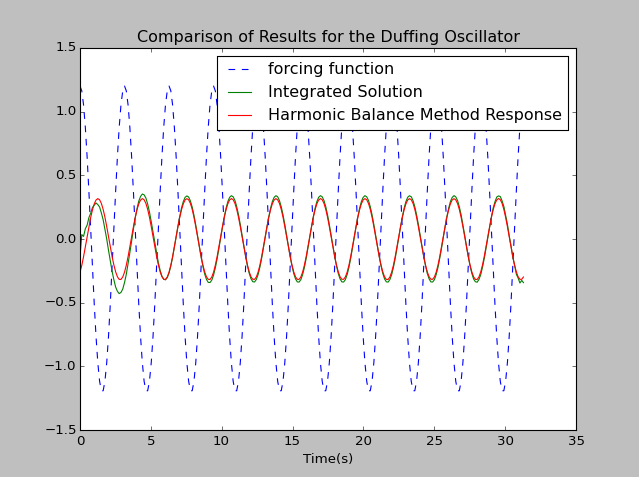 Comparison of Results for the Duffing Oscillator
1.5
1.0
0.5
0.0
−0.5
−1.0
−1.5
forcing function
Integrated Solution
Harmonic Balance Method Response
0 5 10 15 20 25 30 35
Time(s)